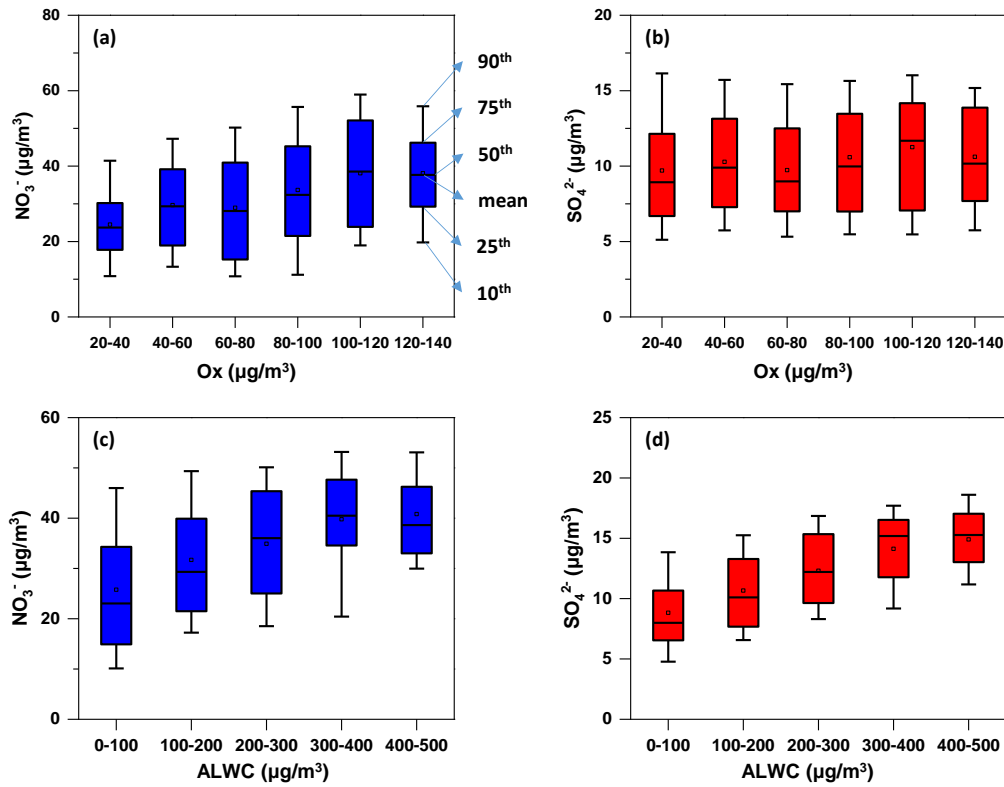 (a)
NO₃⁻ (µg/m³)
80
60
40
20
0
20-40 40-60 60-80 80-100 100-120 120-140
Ox (µg/m³)
90th
75th
50th
mean
25th
10th
(b)
SO₄²⁻ (µg/m³)
20
15
10
5
0
20-40 40-60 60-80 80-100 100-120 120-140
Ox (µg/m³)
(c)
NO₃⁻ (µg/m³)
60
40
20
0
0-100 100-200 200-300 300-400 400-500
ALWC (µg/m³)
(d)
SO₄²⁻ (µg/m³)
25
20
15
10
5
0
0-100 100-200 200-300 300-400 400-500
ALWC (µg/m³)